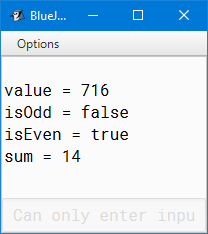 BlueJ...
Options
value = 716
isOdd = false
isEven = true
sum = 14
Can only enter inpu